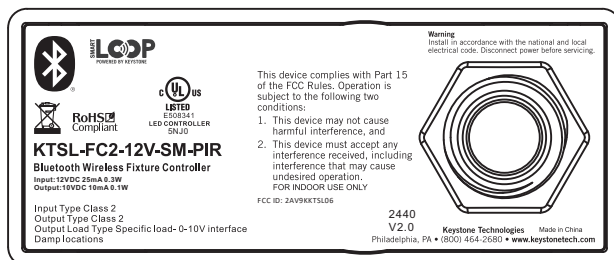 SMART LOOP
POWERED BY KEYSTONE
®
C UL US
LISTED
E508341
LED CONTROLLER
5NJ0
RoHS
Compliant
KTSL-FC2-12V-SM-PIR
Bluetooth Wireless Fixture Controller
Input:12VDC 25mA 0.3W
Output:10VDC 10mA 0.1W
Input Type Class 2
Output Type Class 2
Output Load Type Specific load- 0-10V interface
Damp locations
This device complies with Part 15
of the FCC Rules. Operation is
subject to the following two
conditions:
1. This device may not cause
harmful interference, and
2. This device must accept any
interference received, including
interference that may cause
undesired operation.
FOR INDOOR USE ONLY
FCC ID: 2AV9KKTSL06
Warning
Install in accordance with the national and local
electrical code. Disconnect power before servicing.
2440
V2.0
Keystone Technologies Made in China
Philadelphia, PA • (800) 464-2680 • www.keystonetech.com